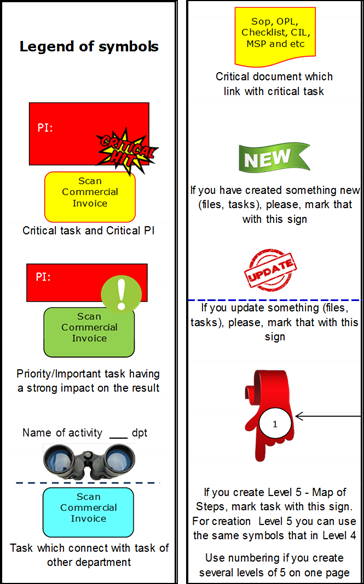 Legend of symbols
PI:
CRITICAL
HIT
Scan
Commercial
Invoice
Critical task and Critical PI
PI:
!
Scan
Commercial
Invoice
Priority/Important task having
a strong impact on the result
Name of activity ___ dpt
Scan
Commercial
Invoice
Task which connect with task of
other department
Sop, OPL,
Checklist, CIL,
MSP and etc
Critical document which
link with critical task
NEW
If you have created something new
(files, tasks), please, mark that
with this sign
UPDATE
If you update something (files,
tasks), please, mark that with this
sign
1
If you create Level 5 - Map of
Steps, mark task with this sign.
For creation Level 5 you can use
the same symbols that in Level 4
Use numbering if you create
several levels of 5 on one page